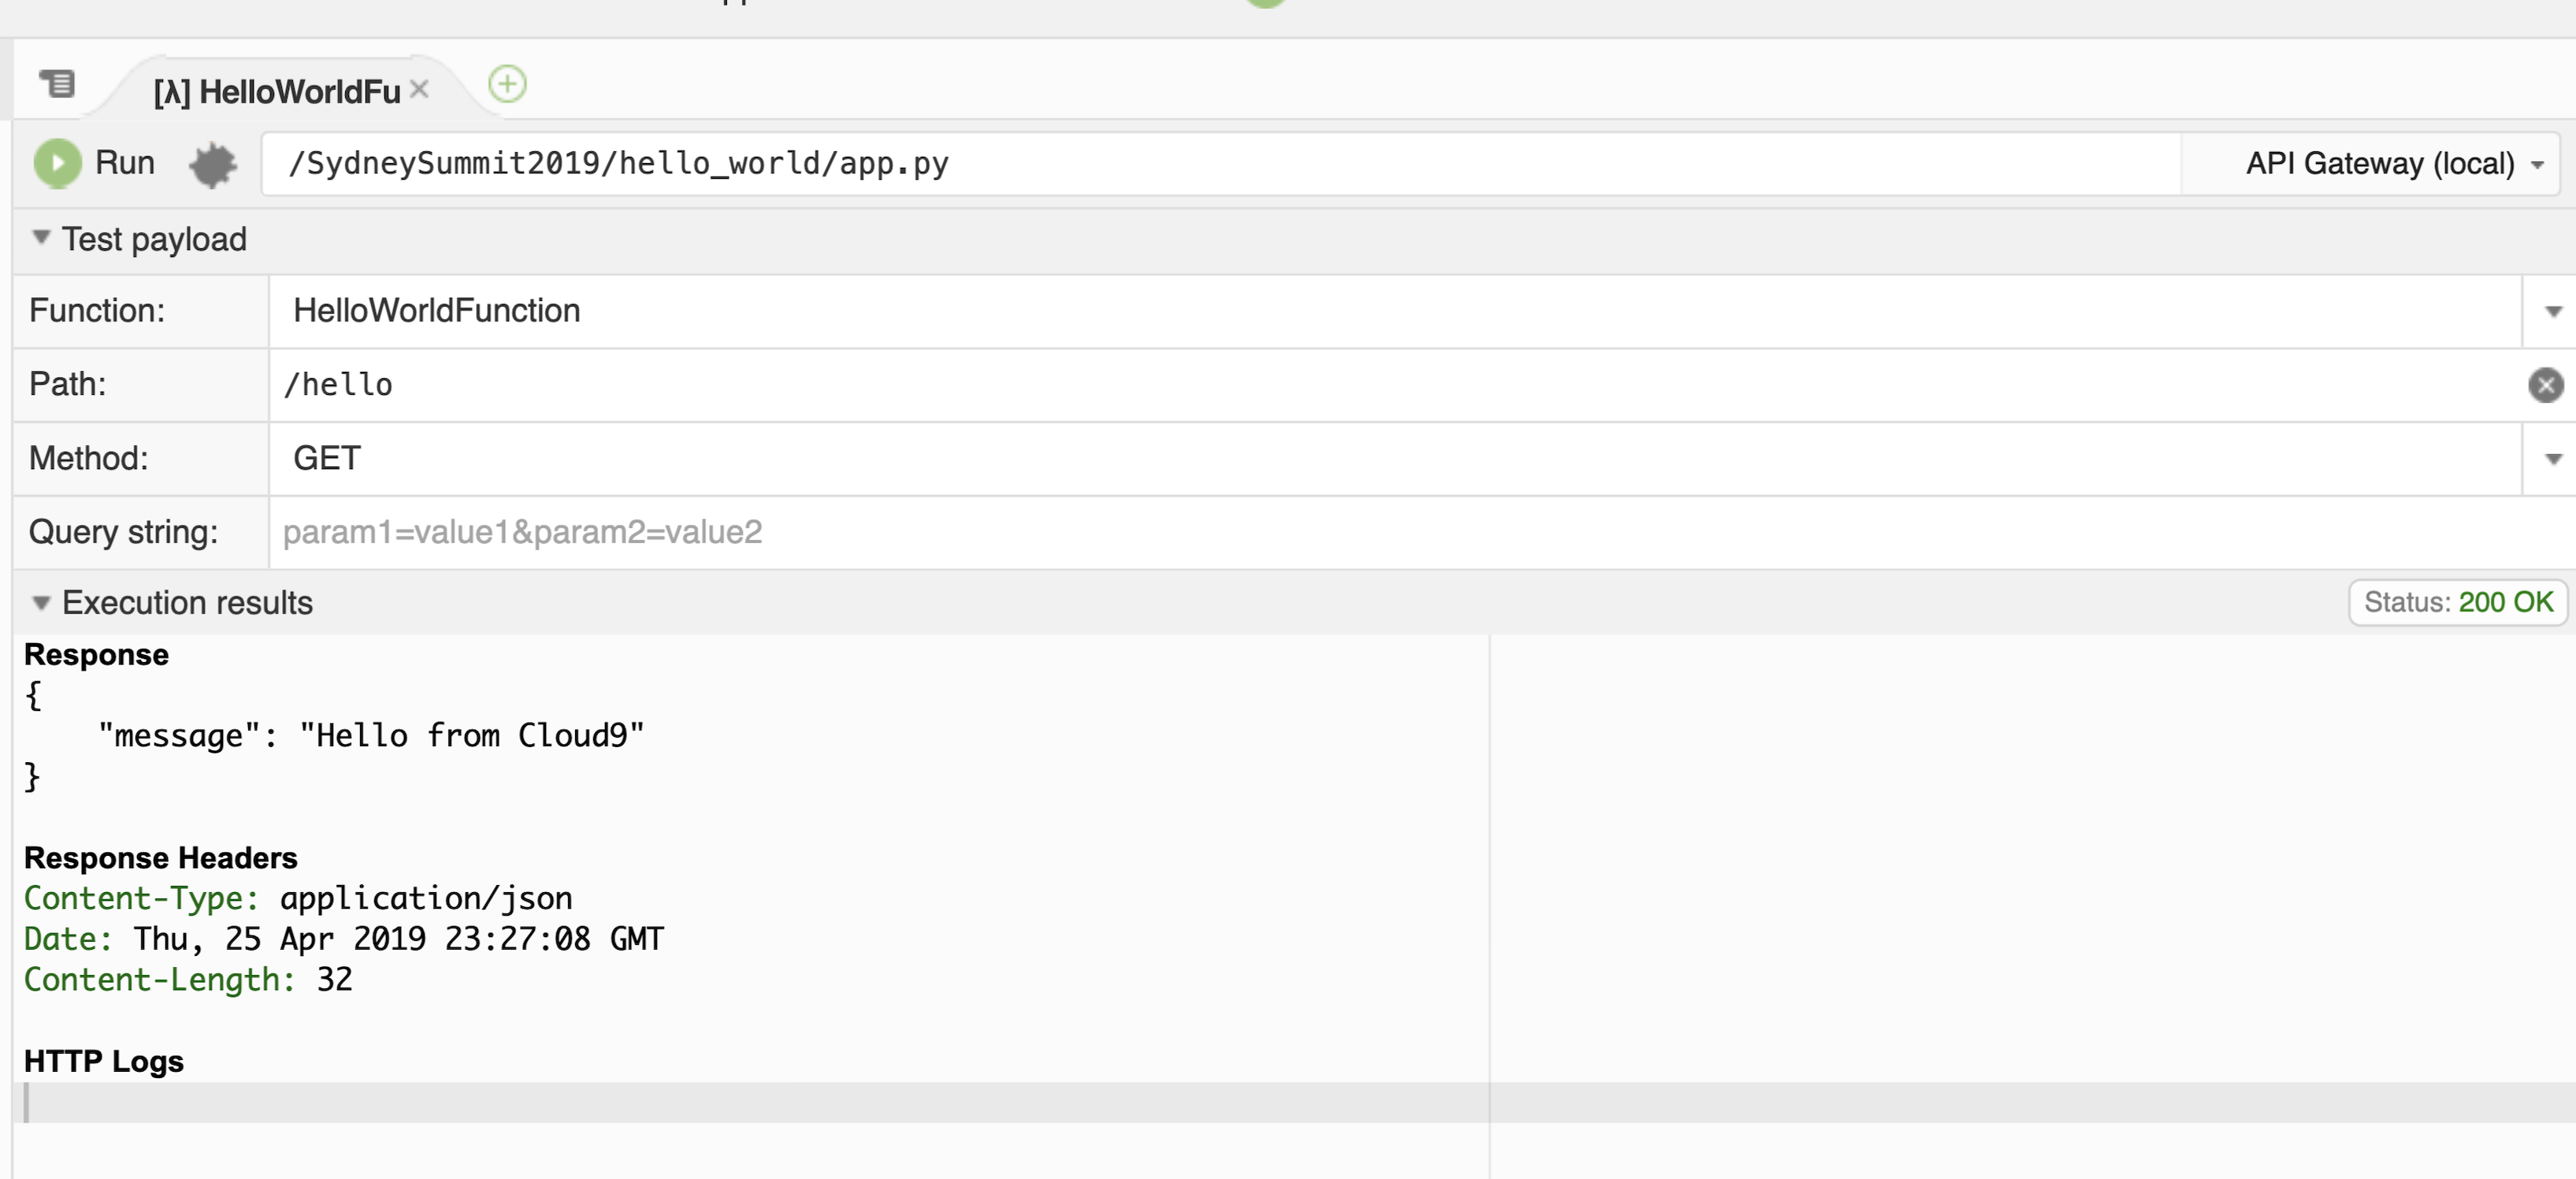 [λ] HelloWorldFu
Run
/SydneySummit2019/hello_world/app.py
API Gateway (local)
Test payload
Function: HelloWorldFunction
Path: /hello
Method: GET
Query string: param1=value1&param2=value2
Execution results
Status: 200 OK
Response
{
    "message": "Hello from Cloud9"
}
Response Headers
Content-Type: application/json
Date: Thu, 25 Apr 2019 23:27:08 GMT
Content-Length: 32
HTTP Logs